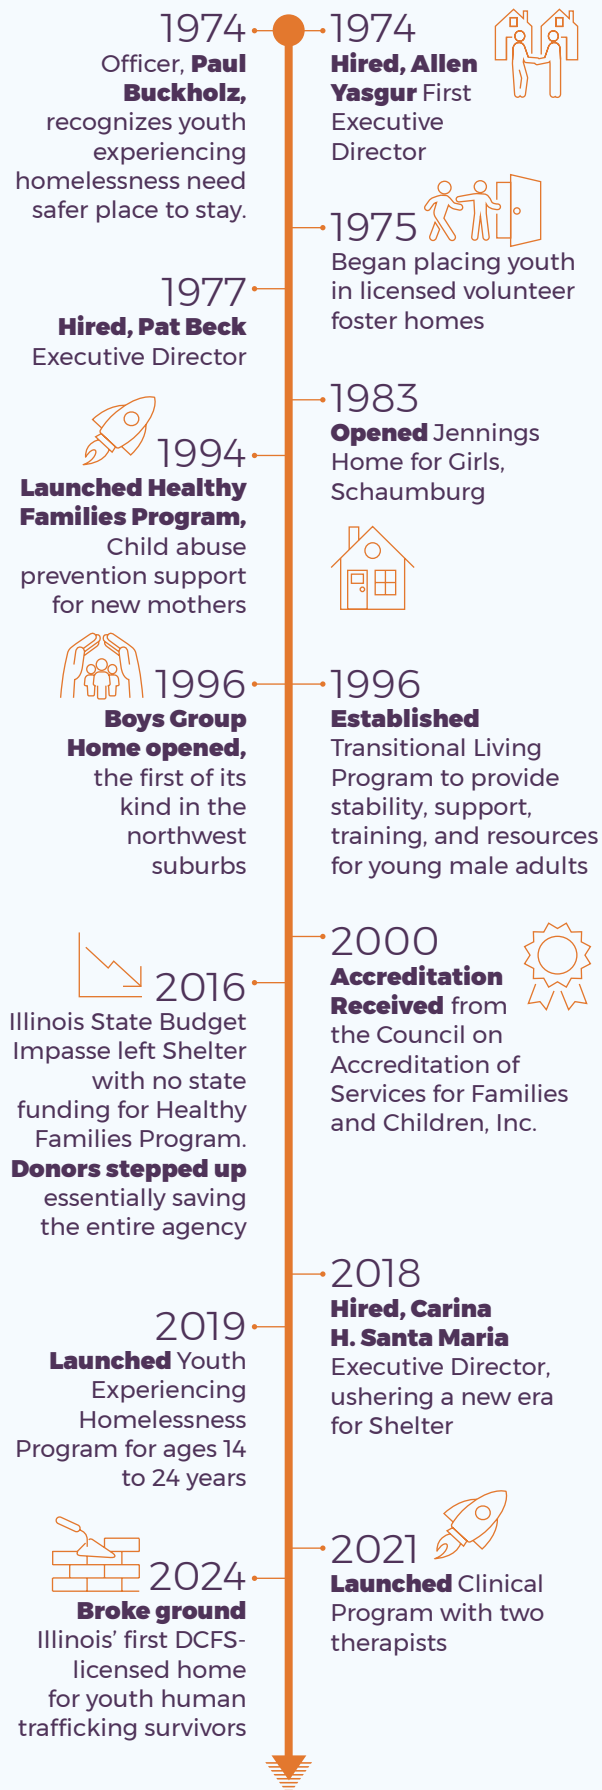 1974
Officer, Paul
Buckholz,
recognizes youth
experiencing
homelessness need
safer place to stay.
1974
Hired, Allen
Yasgur First
Executive
Director
1975
Began placing youth
in licensed volunteer
foster homes
1977
Hired, Pat Beck
Executive Director
1983
Opened Jennings
Home for Girls,
Schaumburg
1994
Launched Healthy
Families Program,
Child abuse
prevention support
for new mothers
1996
Boys Group
Home opened,
the first of its
kind in the
northwest
suburbs
1996
Established
Transitional Living
Program to provide
stability, support,
training, and resources
for young male adults
2000
Accreditation
Received from
the Council on
Accreditation of
Services for Families
and Children, Inc.
2016
Illinois State Budget
Impasse left Shelter
with no state
funding for Healthy
Families Program.
Donors stepped up
essentially saving
the entire agency
2018
Hired, Carina
H. Santa Maria
Executive Director,
ushering a new era
for Shelter
2019
Launched Youth
Experiencing
Homelessness
Program for ages 14
to 24 years
2021
Launched Clinical
Program with two
therapists
2024
Broke ground
Illinois’ first DCFS-
licensed home
for youth human
trafficking survivors